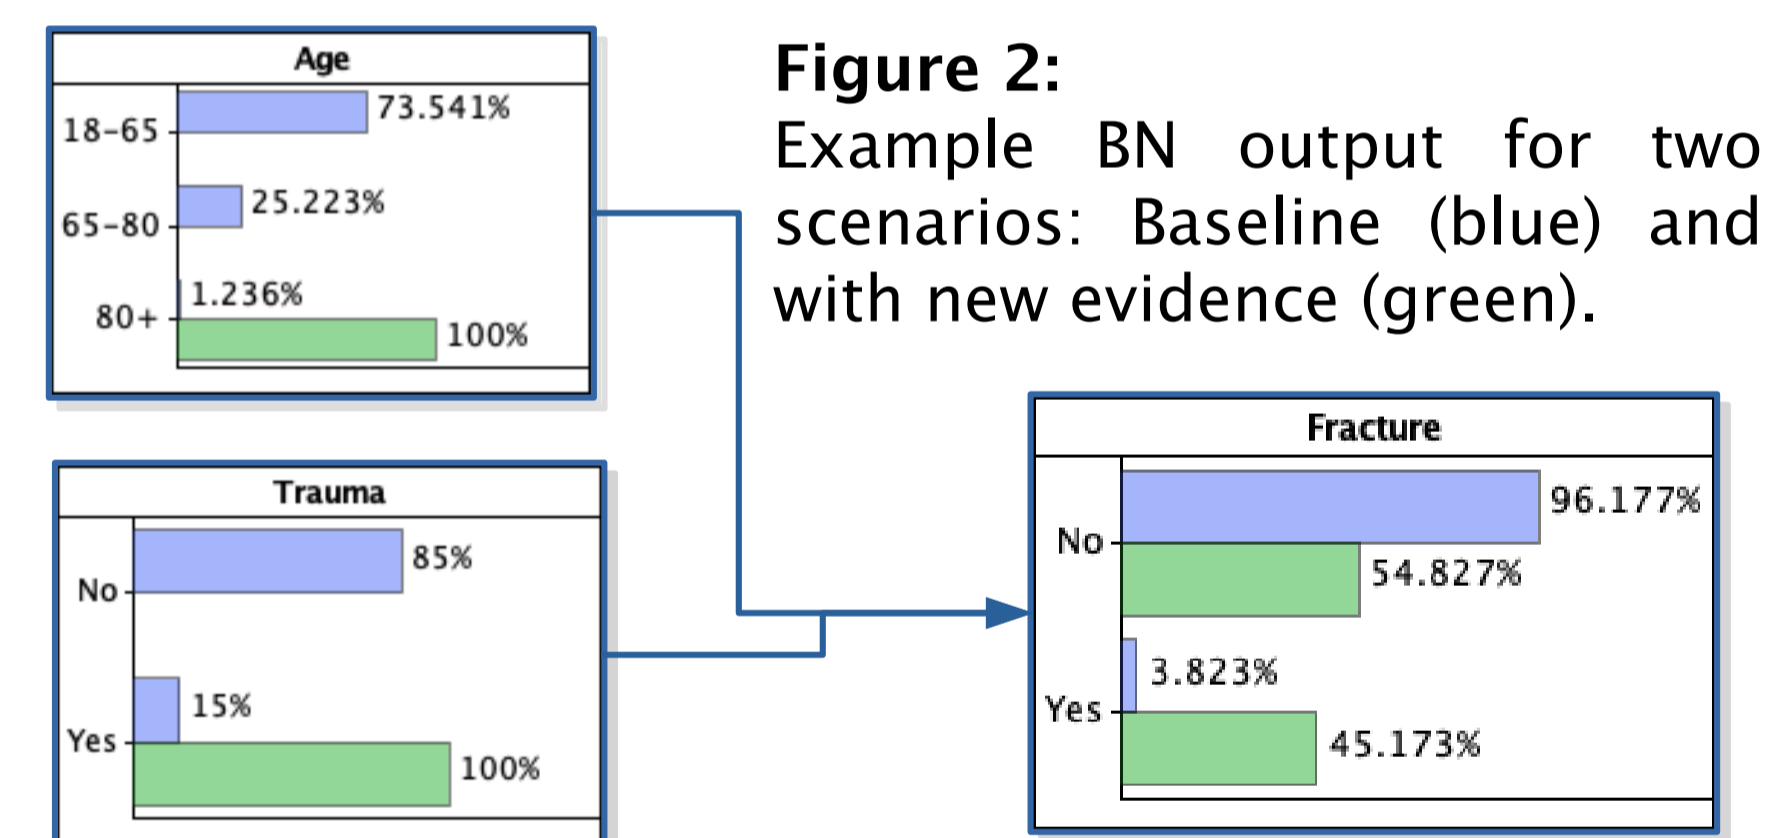 Age
18-65
73.541%
65-80
25.223%
80+
1.236%
100%
Figure 2:
Example BN output for two
scenarios: Baseline (blue) and
with new evidence (green).
Trauma
No
85%
Yes
15%
100%
Fracture
No
96.177%
54.827%
Yes
3.823%
45.173%